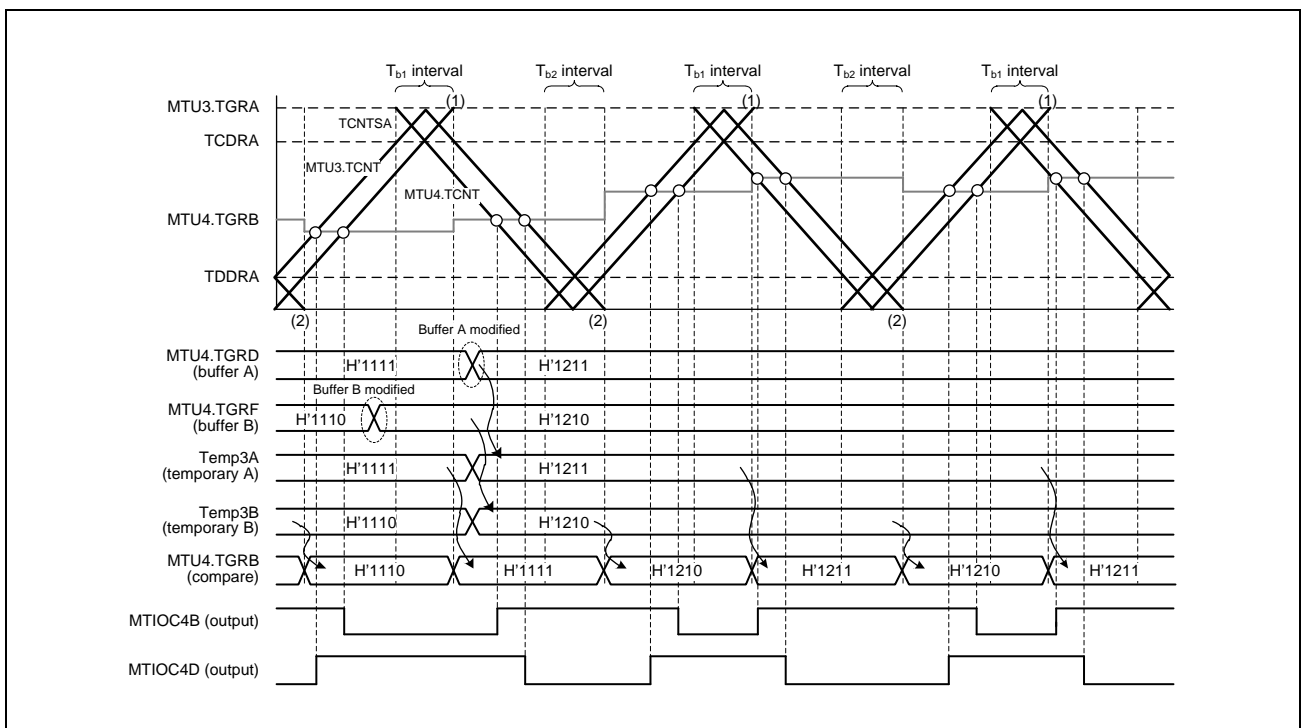 Tb1 interval Tb2 interval Tb1 interval Tb2 interval Tb1 interval
MTU3.TGRA (1) (1) (1)
TCNTSA
TCDRA
MTU3.TCNT
MTU4.TCNT
MTU4.TGRB
TDDRA
(2) (2) (2)
Buffer A modified
MTU4.TGRD
(buffer A)
H'1111 H'1211
Buffer B modified
MTU4.TGRF
(buffer B)
H'1110 H'1210
Temp3A
(temporary A)
H'1111 H'1211
Temp3B
(temporary B)
H'1110 H'1210
MTU4.TGRB
(compare)
H'1110 H'1111 H'1210 H'1211 H'1210 H'1211
MTIOC4B (output)
MTIOC4D (output)